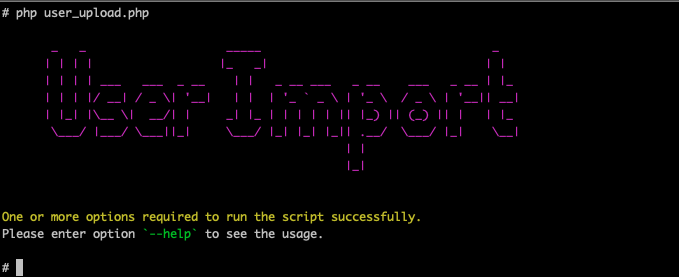 # php user_upload.php
User Import
One or more options required to run the script successfully.
Please enter option `--help` to see the usage.
#